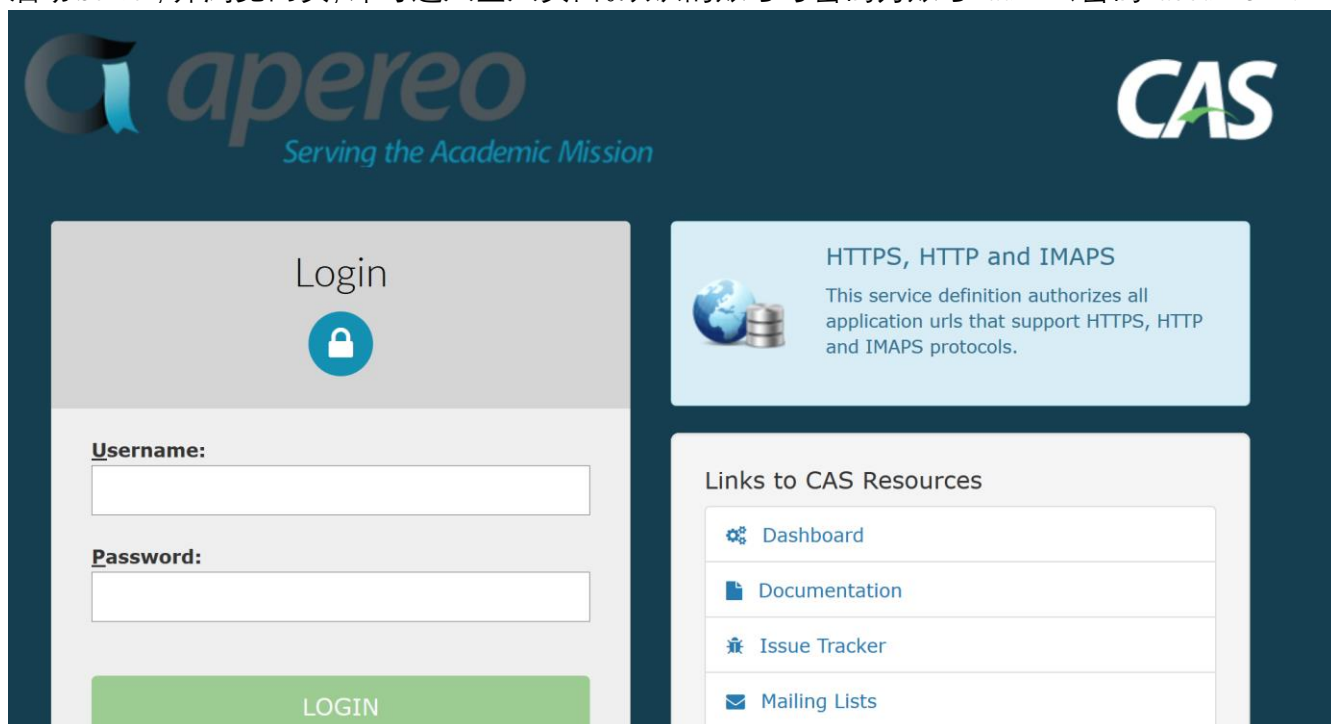 apereo
Serving the Academic Mission
CAS
Login
Username:
Password:
LOGIN
HTTPS, HTTP and IMAPS
This service definition authorizes all
application urls that support HTTPS, HTTP
and IMAPS protocols.
Links to CAS Resources
Dashboard
Documentation
Issue Tracker
Mailing Lists